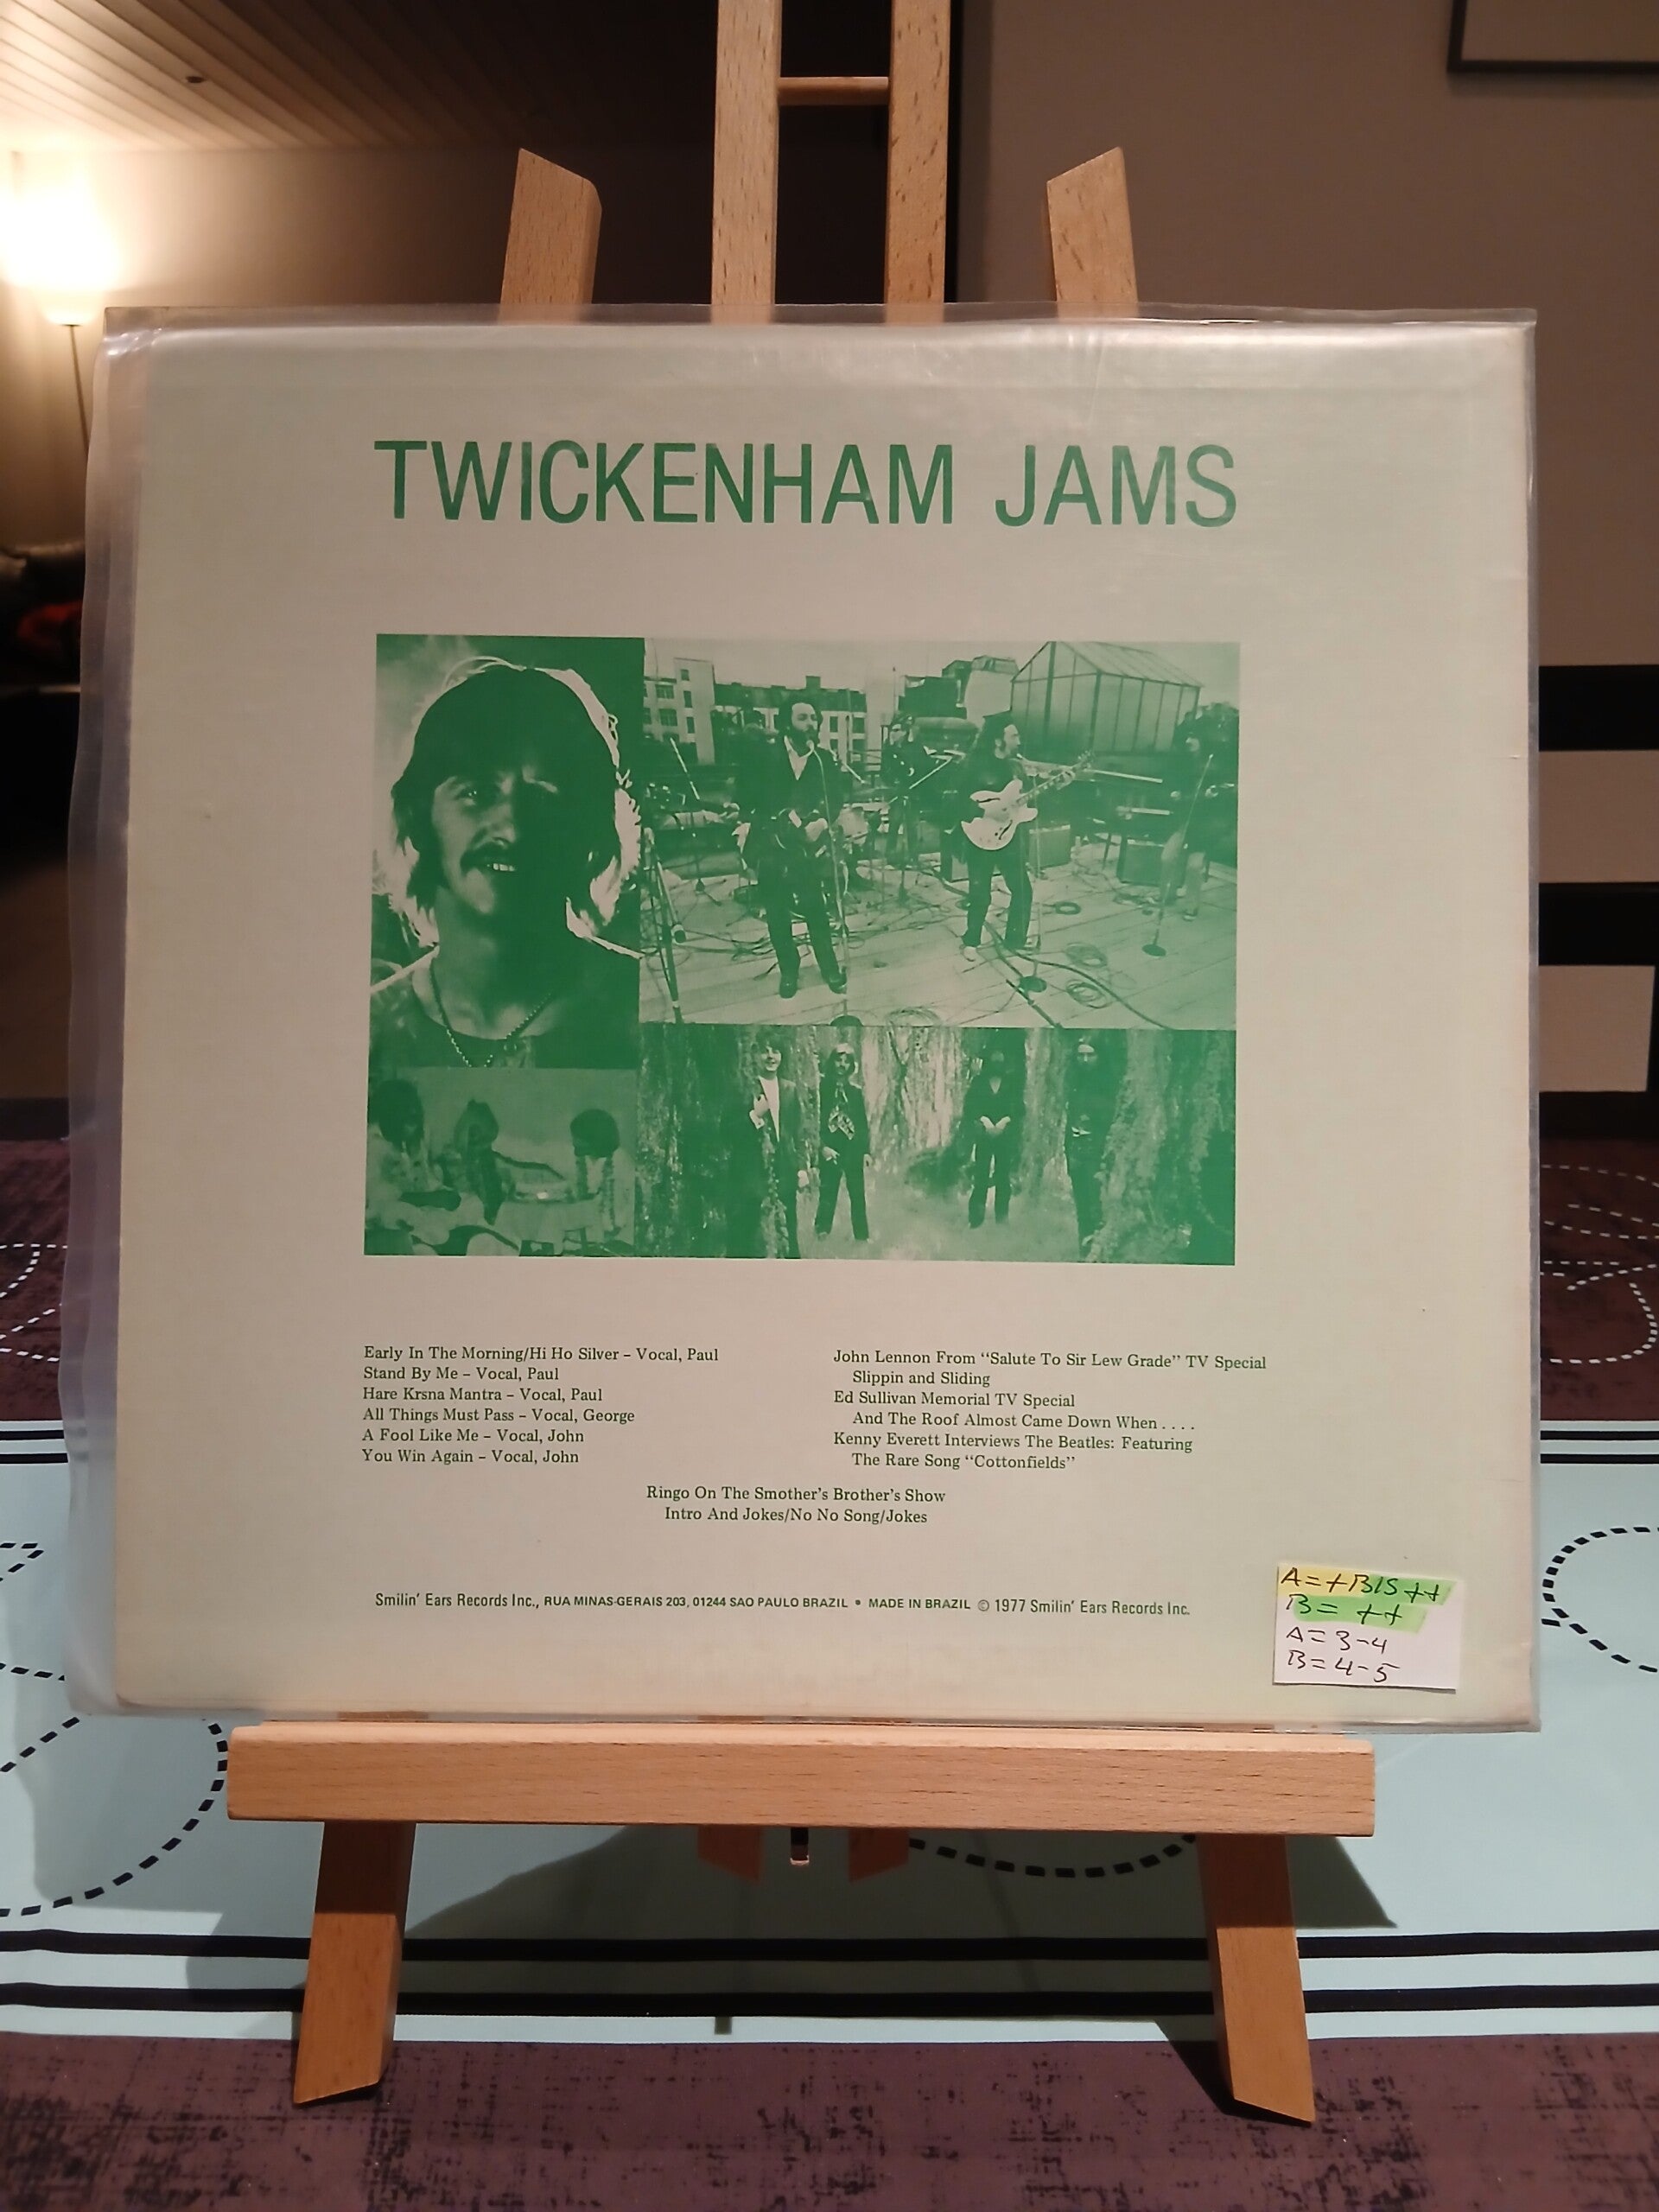 TWICKENHAM JAMS
Early In The Morning/Hi Ho Silver – Vocal, Paul
Stand By Me – Vocal, Paul
Hare Krsna Mantra – Vocal, Paul
All Things Must Pass – Vocal, George
A Fool Like Me – Vocal, John
You Win Again – Vocal, John
John Lennon From “Salute To Sir Lew Grade” TV Special
Slippin and Sliding
Ed Sullivan Memorial TV Special
And The Roof Almost Came Down When . . . .
Kenny Everett Interviews The Beatles: Featuring
The Rare Song “Cottonfields”
Ringo On The Smother’s Brother’s Show
Intro And Jokes/No No Song/Jokes
Smilin’ Ears Records Inc., RUA MINAS-GERAIS 203, 01244 SAO PAULO BRAZIL • MADE IN BRAZIL © 1977 Smilin’ Ears Records Inc.
A=+BIS++
B= ++
A=3-4
B=4-5